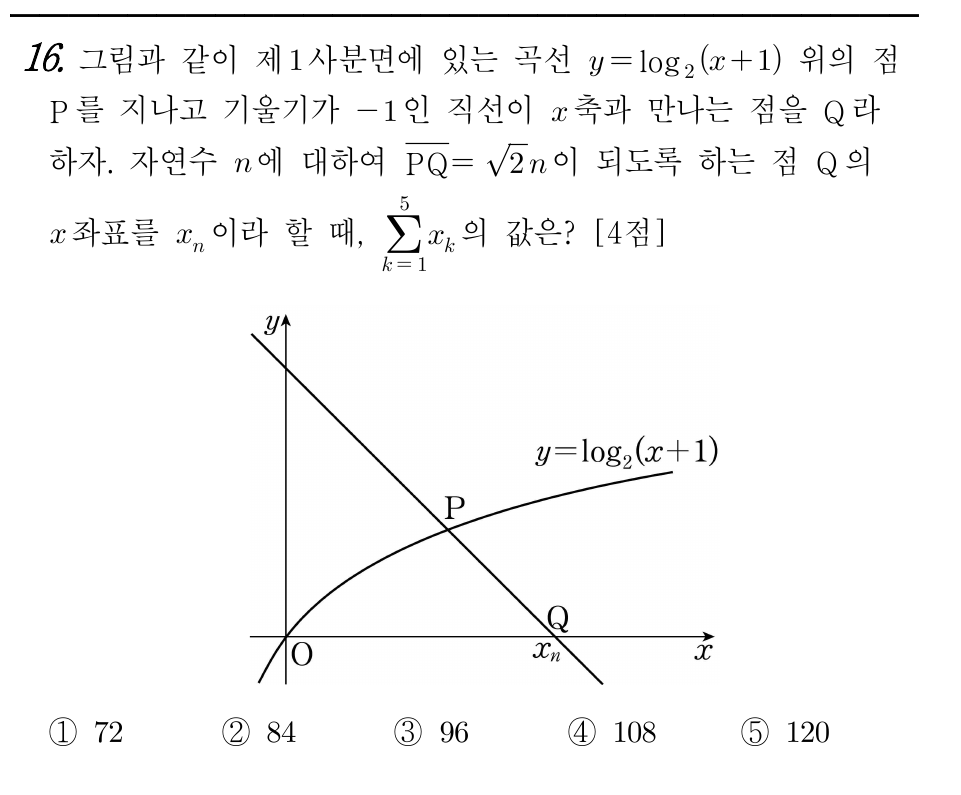 16. 그림과 같이 제1사분면에 있는 곡선 y=log₂(x+1) 위의 점
P를 지나고 기울기가 −1인 직선이 x축과 만나는 점을 Q라
하자. 자연수 n에 대하여 P̅Q̅=√2n이 되도록 하는 점 Q의
x좌표를 xₙ이라 할 때, ∑_{k=1}^{5} xₖ의 값은? [4점]
y
y=log₂(x+1)
P
Q
O
xₙ
x
① 72 ② 84 ③ 96 ④ 108 ⑤ 120